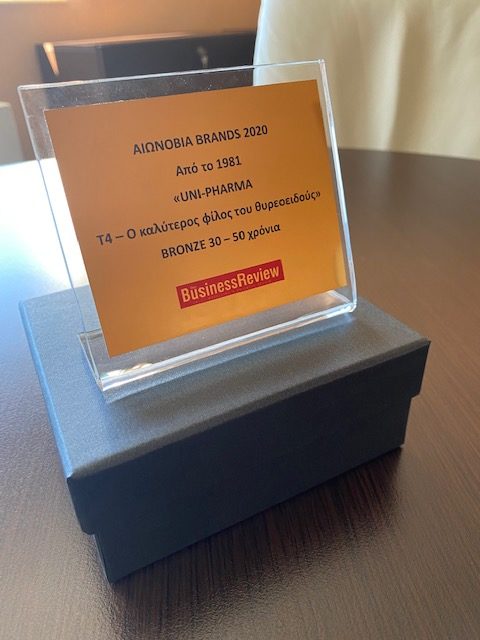 ΑΙΩΝΟΒΙΑ BRANDS 2020
Από το 1981
«UNI-PHARMA
T4 – Ο καλύτερος φίλος του θυρεοειδούς»
BRONZE 30 – 50 χρόνια
BusinessReview